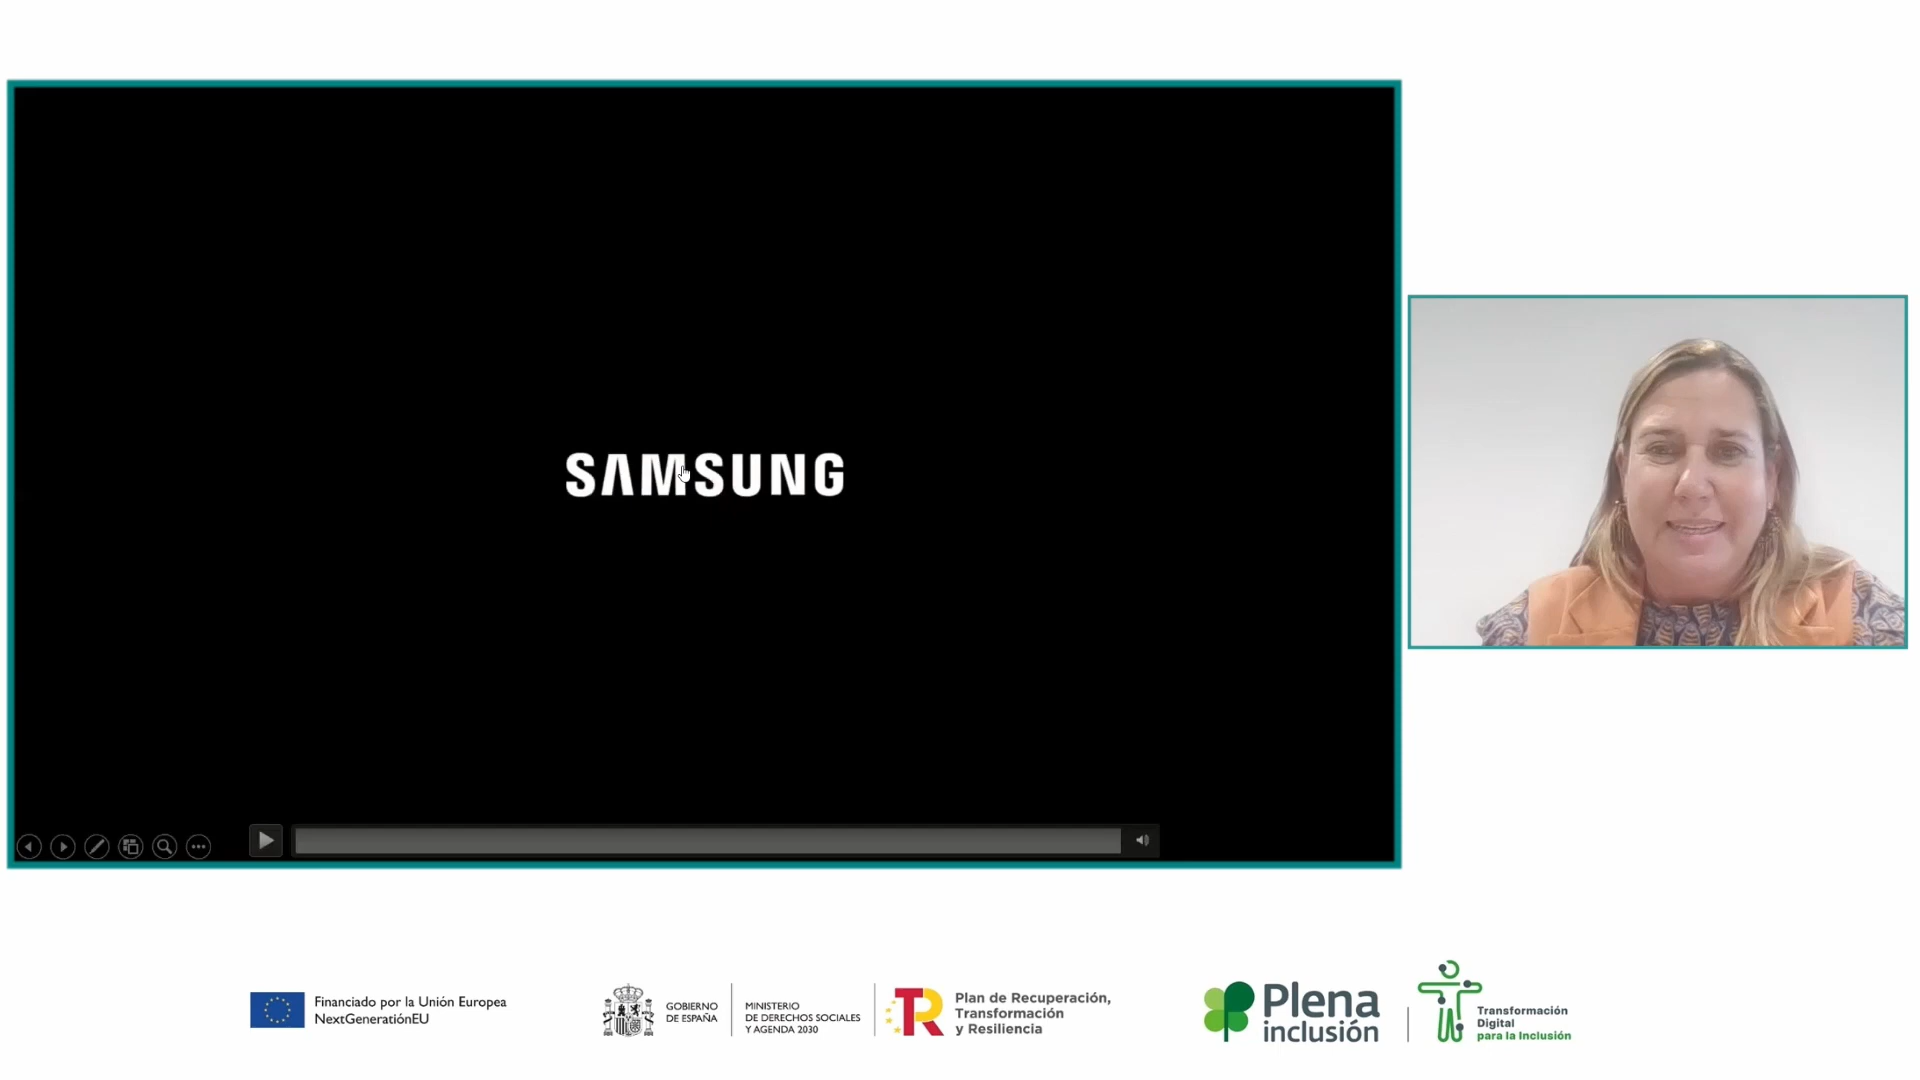 SAMSUNG
Financiado por la Unión Europea
NextGenerationEU
GOBIERNO
DE ESPAÑA
MINISTERIO
DE DERECHOS SOCIALES
Y AGENDA 2030
TR
Plan de Recuperación,
Transformación
y Resiliencia
Plena
inclusión
Transformación
Digital
para la Inclusión